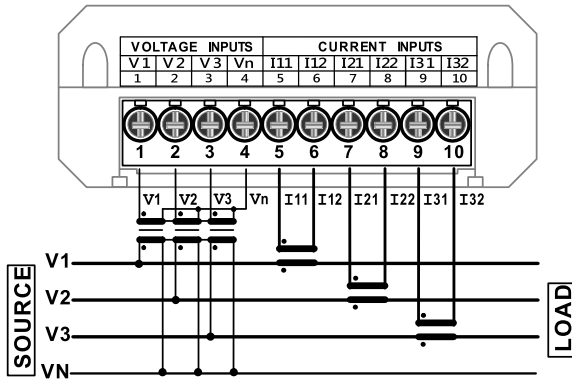 VOLTAGE INPUTS CURRENT INPUTS
V1 V2 V3 Vn I11 I12 I21 I22 I31 I32
1 2 3 4 5 6 7 8 9 10
1 2 3 4 5 6 7 8 9 10
V1 V2 V3 Vn I11 I12 I21 I22 I31 I32
V1
V2
V3
VN
SOURCE
LOAD